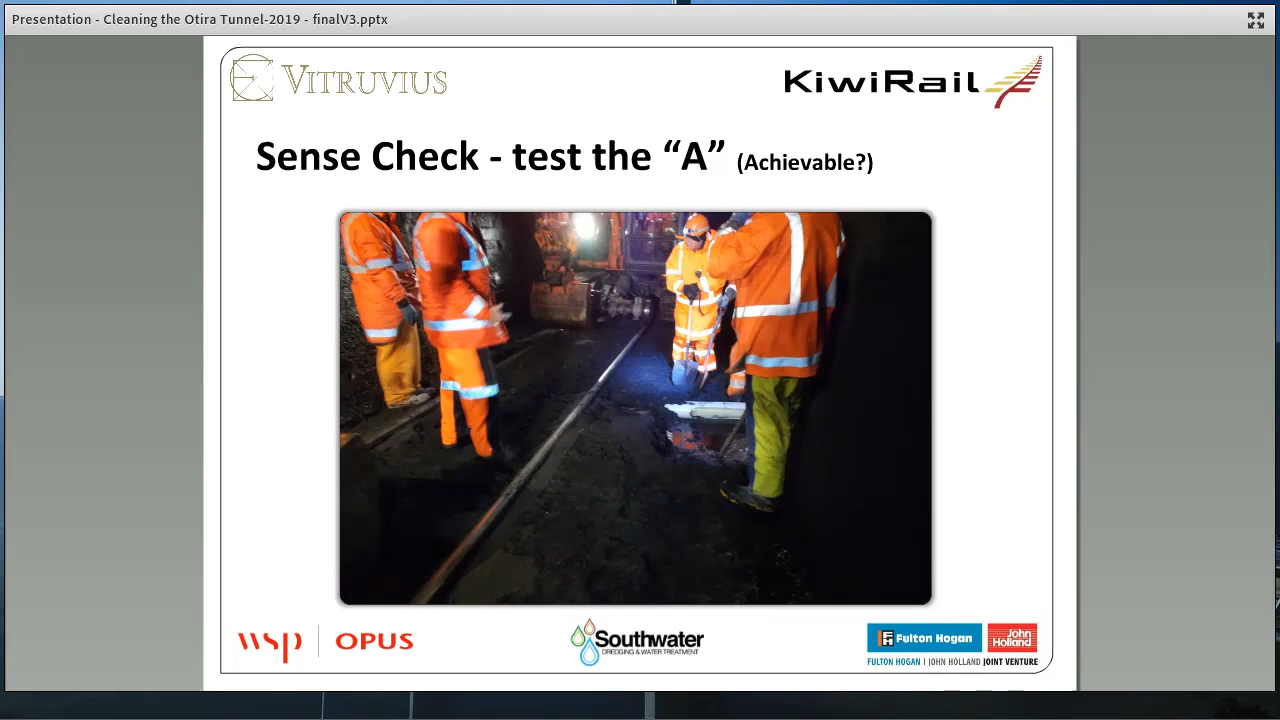 Presentation - Cleaning the Otira Tunnel-2019 - finalV3.pptx
VITRUVIUS
KiwiRail
Sense Check - test the “A” (Achievable?)
wsp OPUS
Southwater
DREDGING & WATER TREATMENT
Fulton Hogan
John Holland
FULTON HOGAN | JOHN HOLLAND JOINT VENTURE